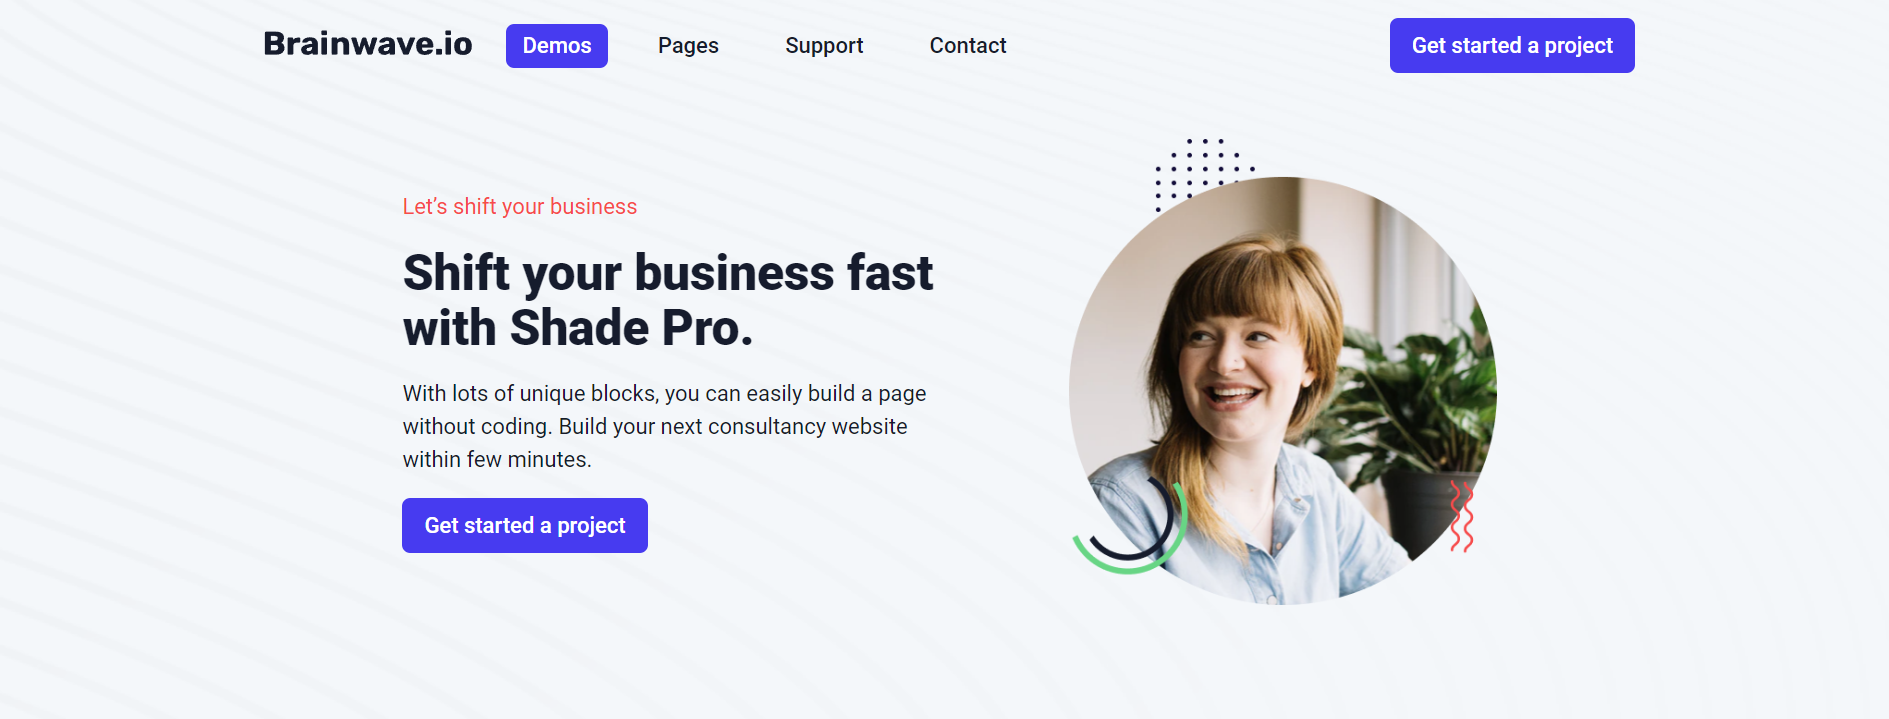 Brainwave.io Demos Pages Support Contact Get started a project
Let’s shift your business
Shift your business fast
with Shade Pro.
With lots of unique blocks, you can easily build a page
without coding. Build your next consultancy website
within few minutes.
Get started a project